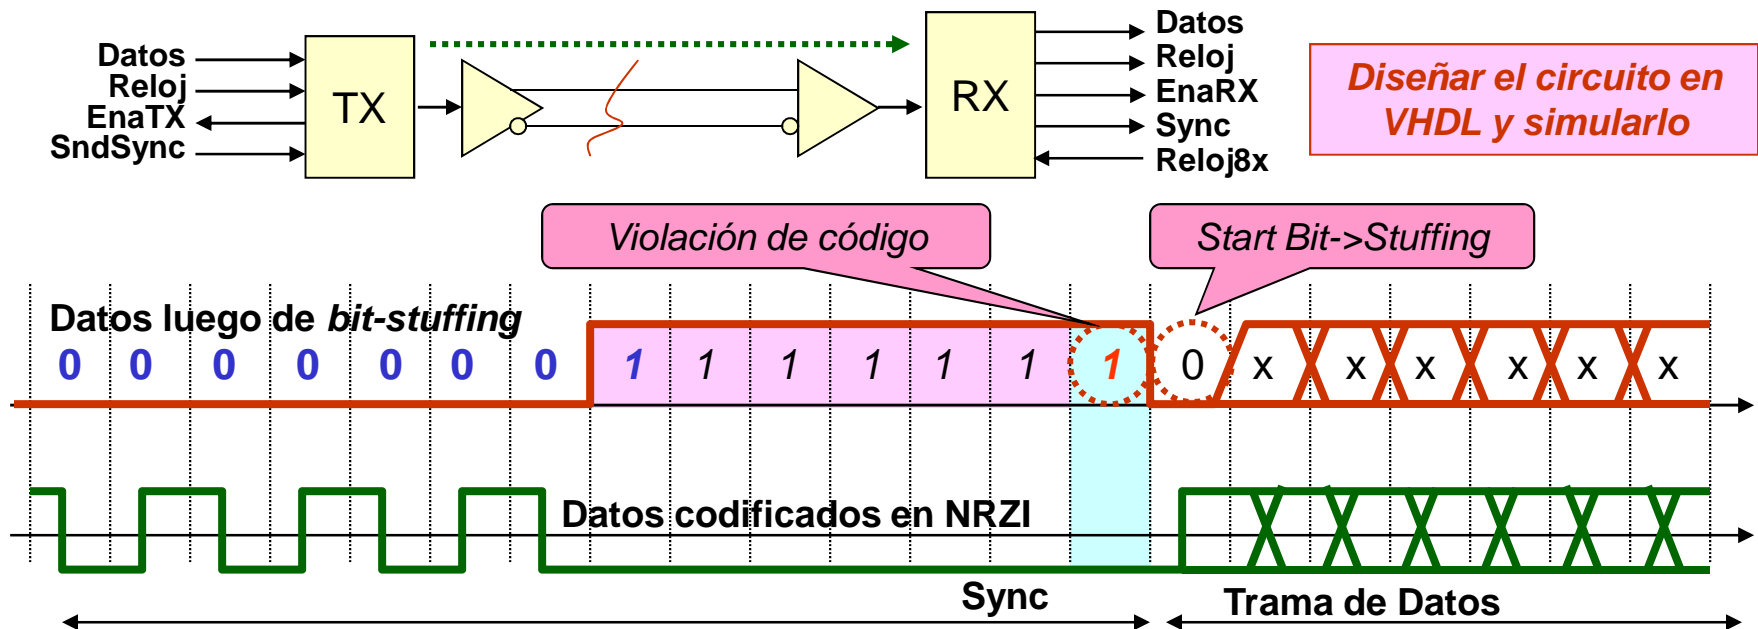 Datos
Reloj
EnaTX
SndSync
TX
RX
Datos
Reloj
EnaRX
Sync
Reloj8x
Diseñar el circuito en
VHDL y simularlo
Violación de código
Start Bit->Stuffing
Datos luego de bit-stuffing
0 0 0 0 0 0 0 1 1 1 1 1 1 1 0 x x x x x x
Datos codificados en NRZI
Sync
Trama de Datos